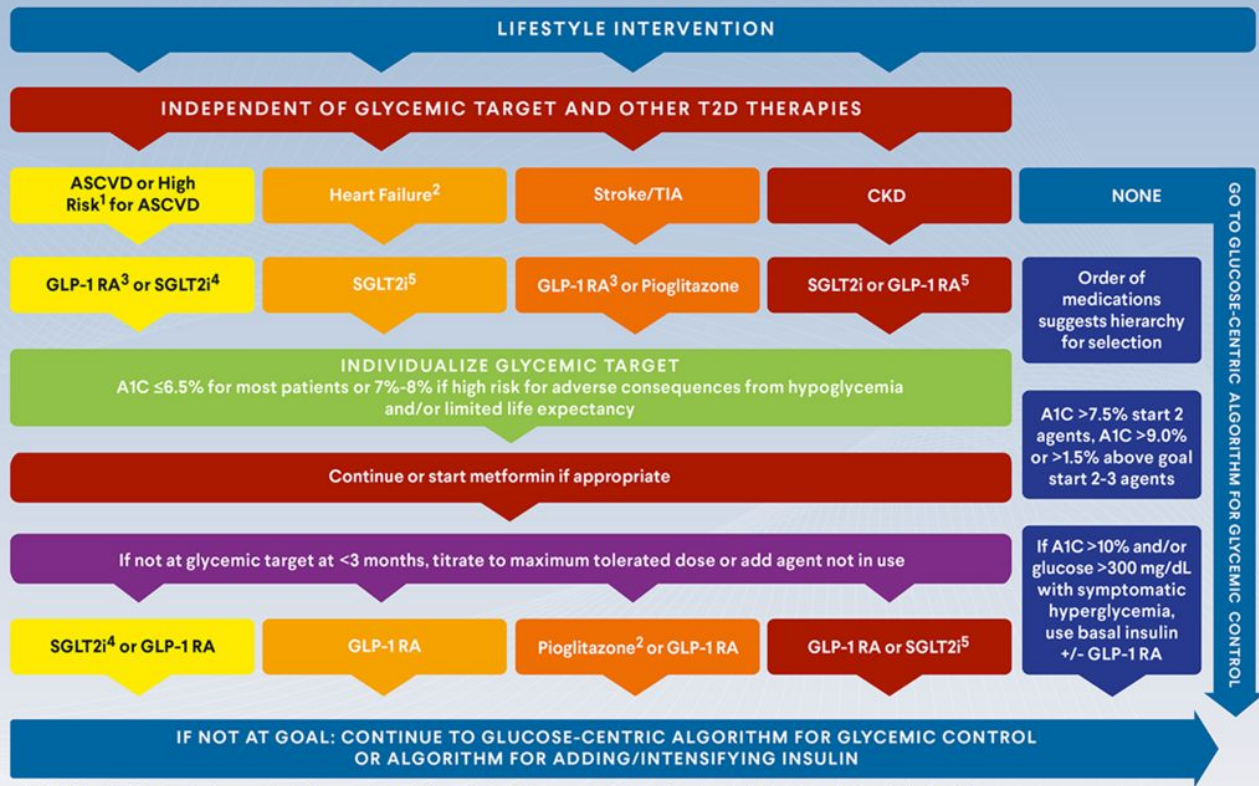 LIFESTYLE INTERVENTION
INDEPENDENT OF GLYCEMIC TARGET AND OTHER T2D THERAPIES
ASCVD or High
Risk¹ for ASCVD
Heart Failure²
Stroke/TIA
CKD
NONE
GLP-1 RA³ or SGLT2i⁴
SGLT2i⁵
GLP-1 RA³ or Pioglitazone
SGLT2i or GLP-1 RA⁵
Order of
medications
suggests hierarchy
for selection
INDIVIDUALIZE GLYCEMIC TARGET
A1C ≤6.5% for most patients or 7%-8% if high risk for adverse consequences from hypoglycemia
and/or limited life expectancy
A1C >7.5% start 2
agents, A1C >9.0%
or >1.5% above goal
start 2-3 agents
Continue or start metformin if appropriate
If not at glycemic target at <3 months, titrate to maximum tolerated dose or add agent not in use
If A1C >10% and/or
glucose >300 mg/dL
with symptomatic
hyperglycemia,
use basal insulin
+/- GLP-1 RA
SGLT2i⁴ or GLP-1 RA
GLP-1 RA
Pioglitazone² or GLP-1 RA
GLP-1 RA or SGLT2i⁵
GO TO GLUCOSE-CENTRIC ALGORITHM FOR GLYCEMIC CONTROL
IF NOT AT GOAL: CONTINUE TO GLUCOSE-CENTRIC ALGORITHM FOR GLYCEMIC CONTROL
OR ALGORITHM FOR ADDING/INTENSIFYING INSULIN